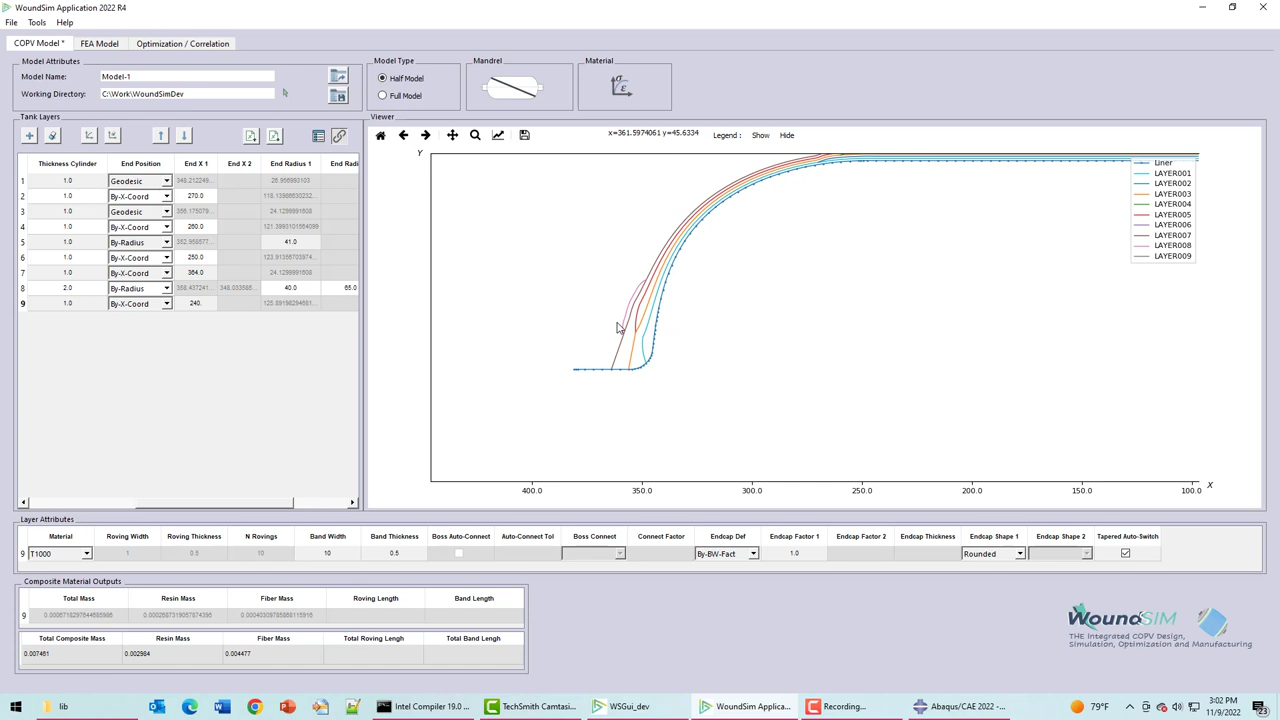 WoundSim Application 2022 R4
File Tools Help
COPV Model * FEA Model Optimization / Correlation
Model Attributes
Model Name: Model-1
Working Directory: C:\Work\WoundSimDev
Model Type
Half Model
Full Model
Mandrel
Material
σ
ε
Tank Layers
Thickness Cylinder End Position End X 1 End X 2 End Radius 1 End Radi
1 1.0 Geodesic 348.212249...
2 1.0 By-X-Coord 270.0
3 1.0 Geodesic 24.1299991608
4 1.0 By-X-Coord 260.0
5 1.0 By-Radius 41.0
6 1.0 By-X-Coord 250.0
7 1.0 By-X-Coord 364.0 24.1299991608
8 2.0 By-Radius 40.0 65.0
9 1.0 By-X-Coord 240.
Viewer
x=361.5974061 y=45.6334
Legend : Show Hide
Y
Liner
LAYER001
LAYER002
LAYER003
LAYER004
LAYER005
LAYER006
LAYER007
LAYER008
LAYER009
400.0 350.0 300.0 250.0 200.0 150.0 100.0
X
Layer Attributes
Material Roving Width Roving Thickness N Rovings Band Width Band Thickness Boss Auto-Connect Auto-Connect Tol Boss Connect Connect Factor Endcap Def Endcap Factor 1 Endcap Factor 2 Endcap Thickness Endcap Shape 1 Endcap Shape 2 Tapered Auto-Switch
9 T1000 1 0.5 10 10 0.5 By-BW-Fact 1.0 Rounded
Composite Material Outputs
Total Mass Resin Mass Fiber Mass Roving Length Band Length
9
Total Composite Mass Resin Mass Fiber Mass Total Roving Length Total Band Length
0.007461 0.002984 0.004477
WoundSIM
THE Integrated COPV Design,
Simulation, Optimization and Manufacturing
lib
Intel Compiler 19.0 ...
TechSmith Camtasi...
WSGui_dev
WoundSim Applica...
Recording...
Abaqus/CAE 2022 -...
79°F
3:02 PM
11/9/2022